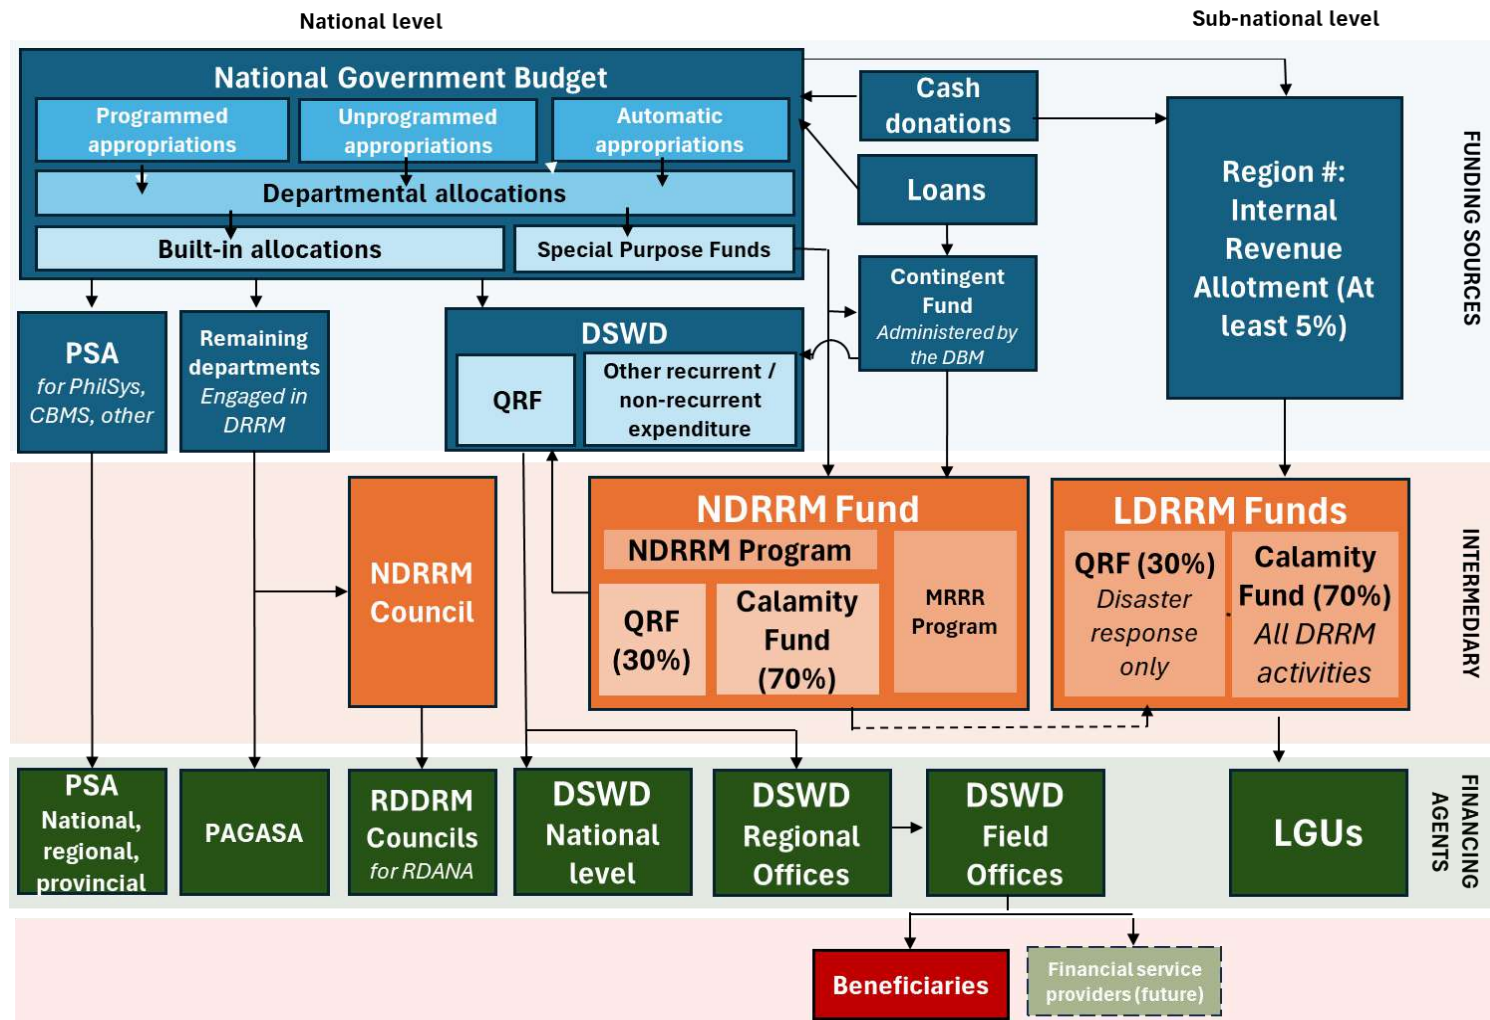 National level
Sub-national level
National Government Budget
Programmed
appropriations
Unprogrammed
appropriations
Automatic
appropriations
Departmental allocations
Built-in allocations
Special Purpose Funds
Cash
donations
Loans
Contingent
Fund
Administered by
the DBM
Region #:
Internal
Revenue
Allotment (At
least 5%)
FUNDING SOURCES
PSA
for PhilSys,
CBMS, other
Remaining
departments
Engaged in
DRRM
DSWD
QRF
Other recurrent /
non-recurrent
expenditure
NDRRM
Council
NDRRM Fund
NDRRM Program
QRF
(30%)
Calamity
Fund
(70%)
MRRR
Program
LDRRM Funds
QRF (30%)
Disaster
response
only
Calamity
Fund (70%)
All DRRM
activities
INTERMEDIARY
PSA
National,
regional,
provincial
PAGASA
RDDRM
Councils
for RDANA
DSWD
National
level
DSWD
Regional
Offices
DSWD
Field
Offices
LGUs
FINANCING
AGENTS
Beneficiaries
Financial service
providers (future)